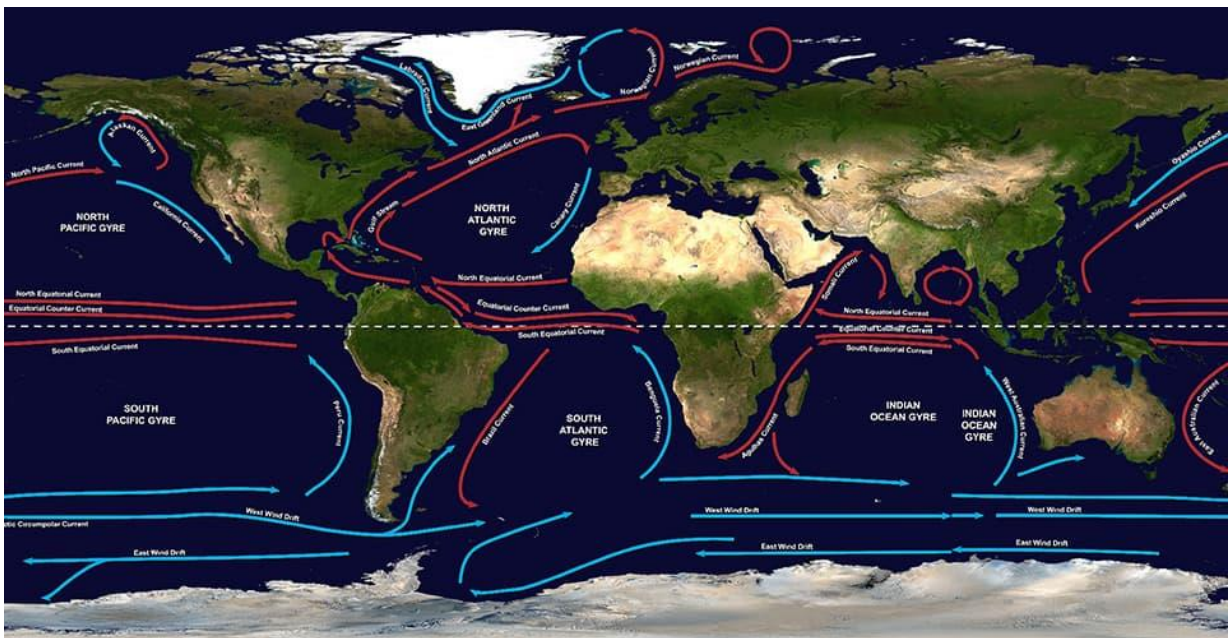 Labrador Current
East Greenland Current
Norwegian Current
Norwegian Current
Alaskan Current
North Pacific Current
California Current
NORTH
PACIFIC GYRE
Gulf Stream
North Atlantic Current
NORTH
ATLANTIC
GYRE
Canary Current
Oyashio Current
Kuroshio Current
North Equatorial Current
Equatorial Counter Current
South Equatorial Current
North Equatorial Current
Equatorial Counter Current
South Equatorial Current
Somali Current
North Equatorial Current
Equatorial Counter Current
South Equatorial Current
SOUTH
PACIFIC GYRE
Peru Current
Brazil Current
SOUTH
ATLANTIC
GYRE
Benguela Current
Agulhas Current
INDIAN
OCEAN GYRE
INDIAN
OCEAN
GYRE
West Australian Current
East Australian Current
West Wind Drift
West Wind Drift
West Wind Drift
ctic Circumpolar Current
East Wind Drift
East Wind Drift
East Wind Drift